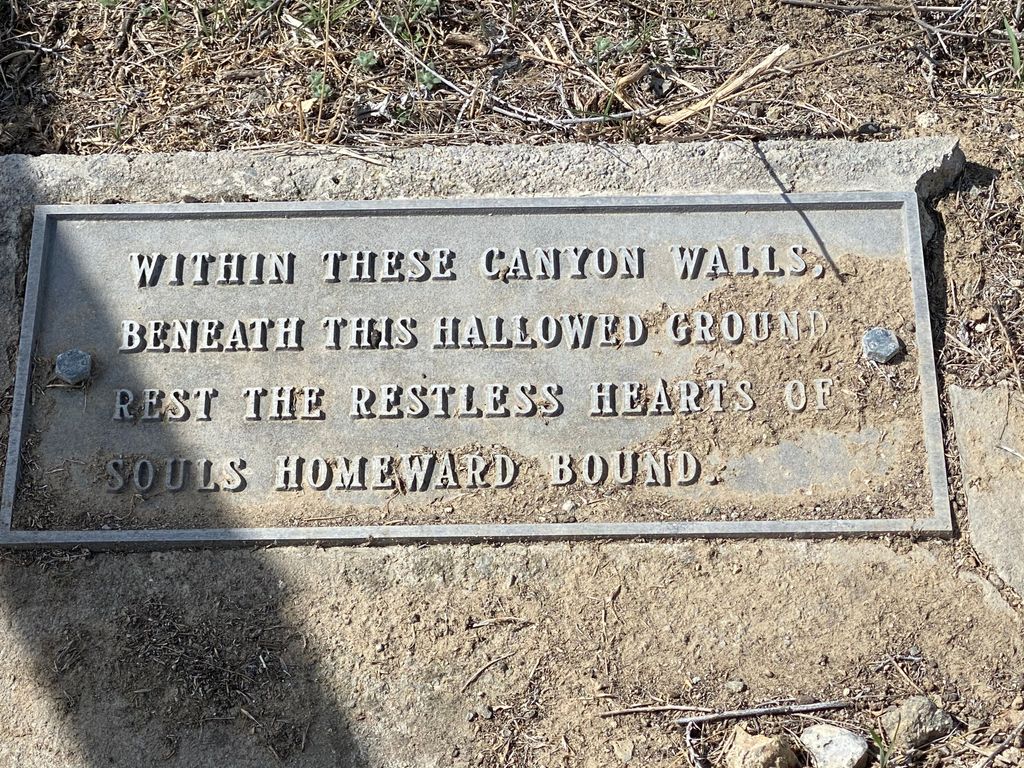 WITHIN THESE CANYON WALLS,
BENEATH THIS HALLOWED GROUND
REST THE RESTLESS HEARTS OF
SOULS HOMEWARD BOUND.